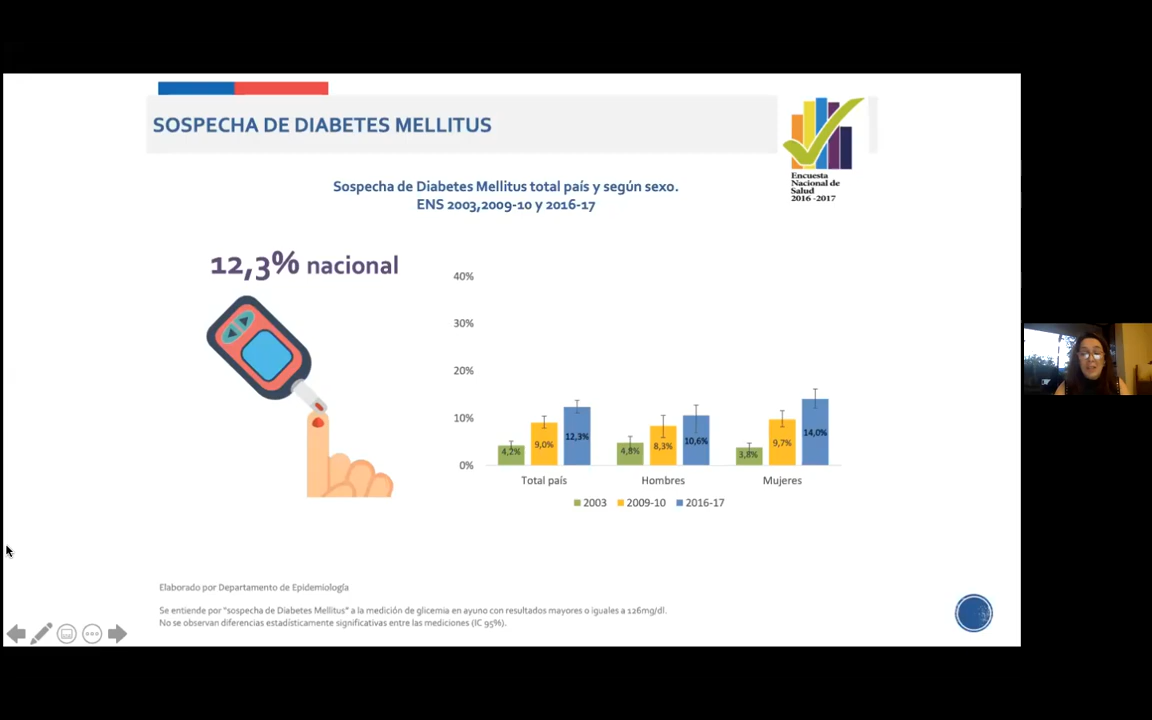 SOSPECHA DE DIABETES MELLITUS
Encuesta
Nacional de
Salud
2016 -2017
Sospecha de Diabetes Mellitus total país y según sexo.
ENS 2003,2009-10 y 2016-17
12,3% nacional
40%
30%
20%
10%
0%
4,2%
9,0%
12,3%
4,8%
8,3%
10,6%
3,8%
9,7%
14,0%
Total país
Hombres
Mujeres
2003
2009-10
2016-17
Elaborado por Departamento de Epidemiología
Se entiende por "sospecha de Diabetes Mellitus" a la medición de glicemia en ayuno con resultados mayores o iguales a 126mg/dl.
No se observan diferencias estadísticamente significativas entre las mediciones (IC 95%).